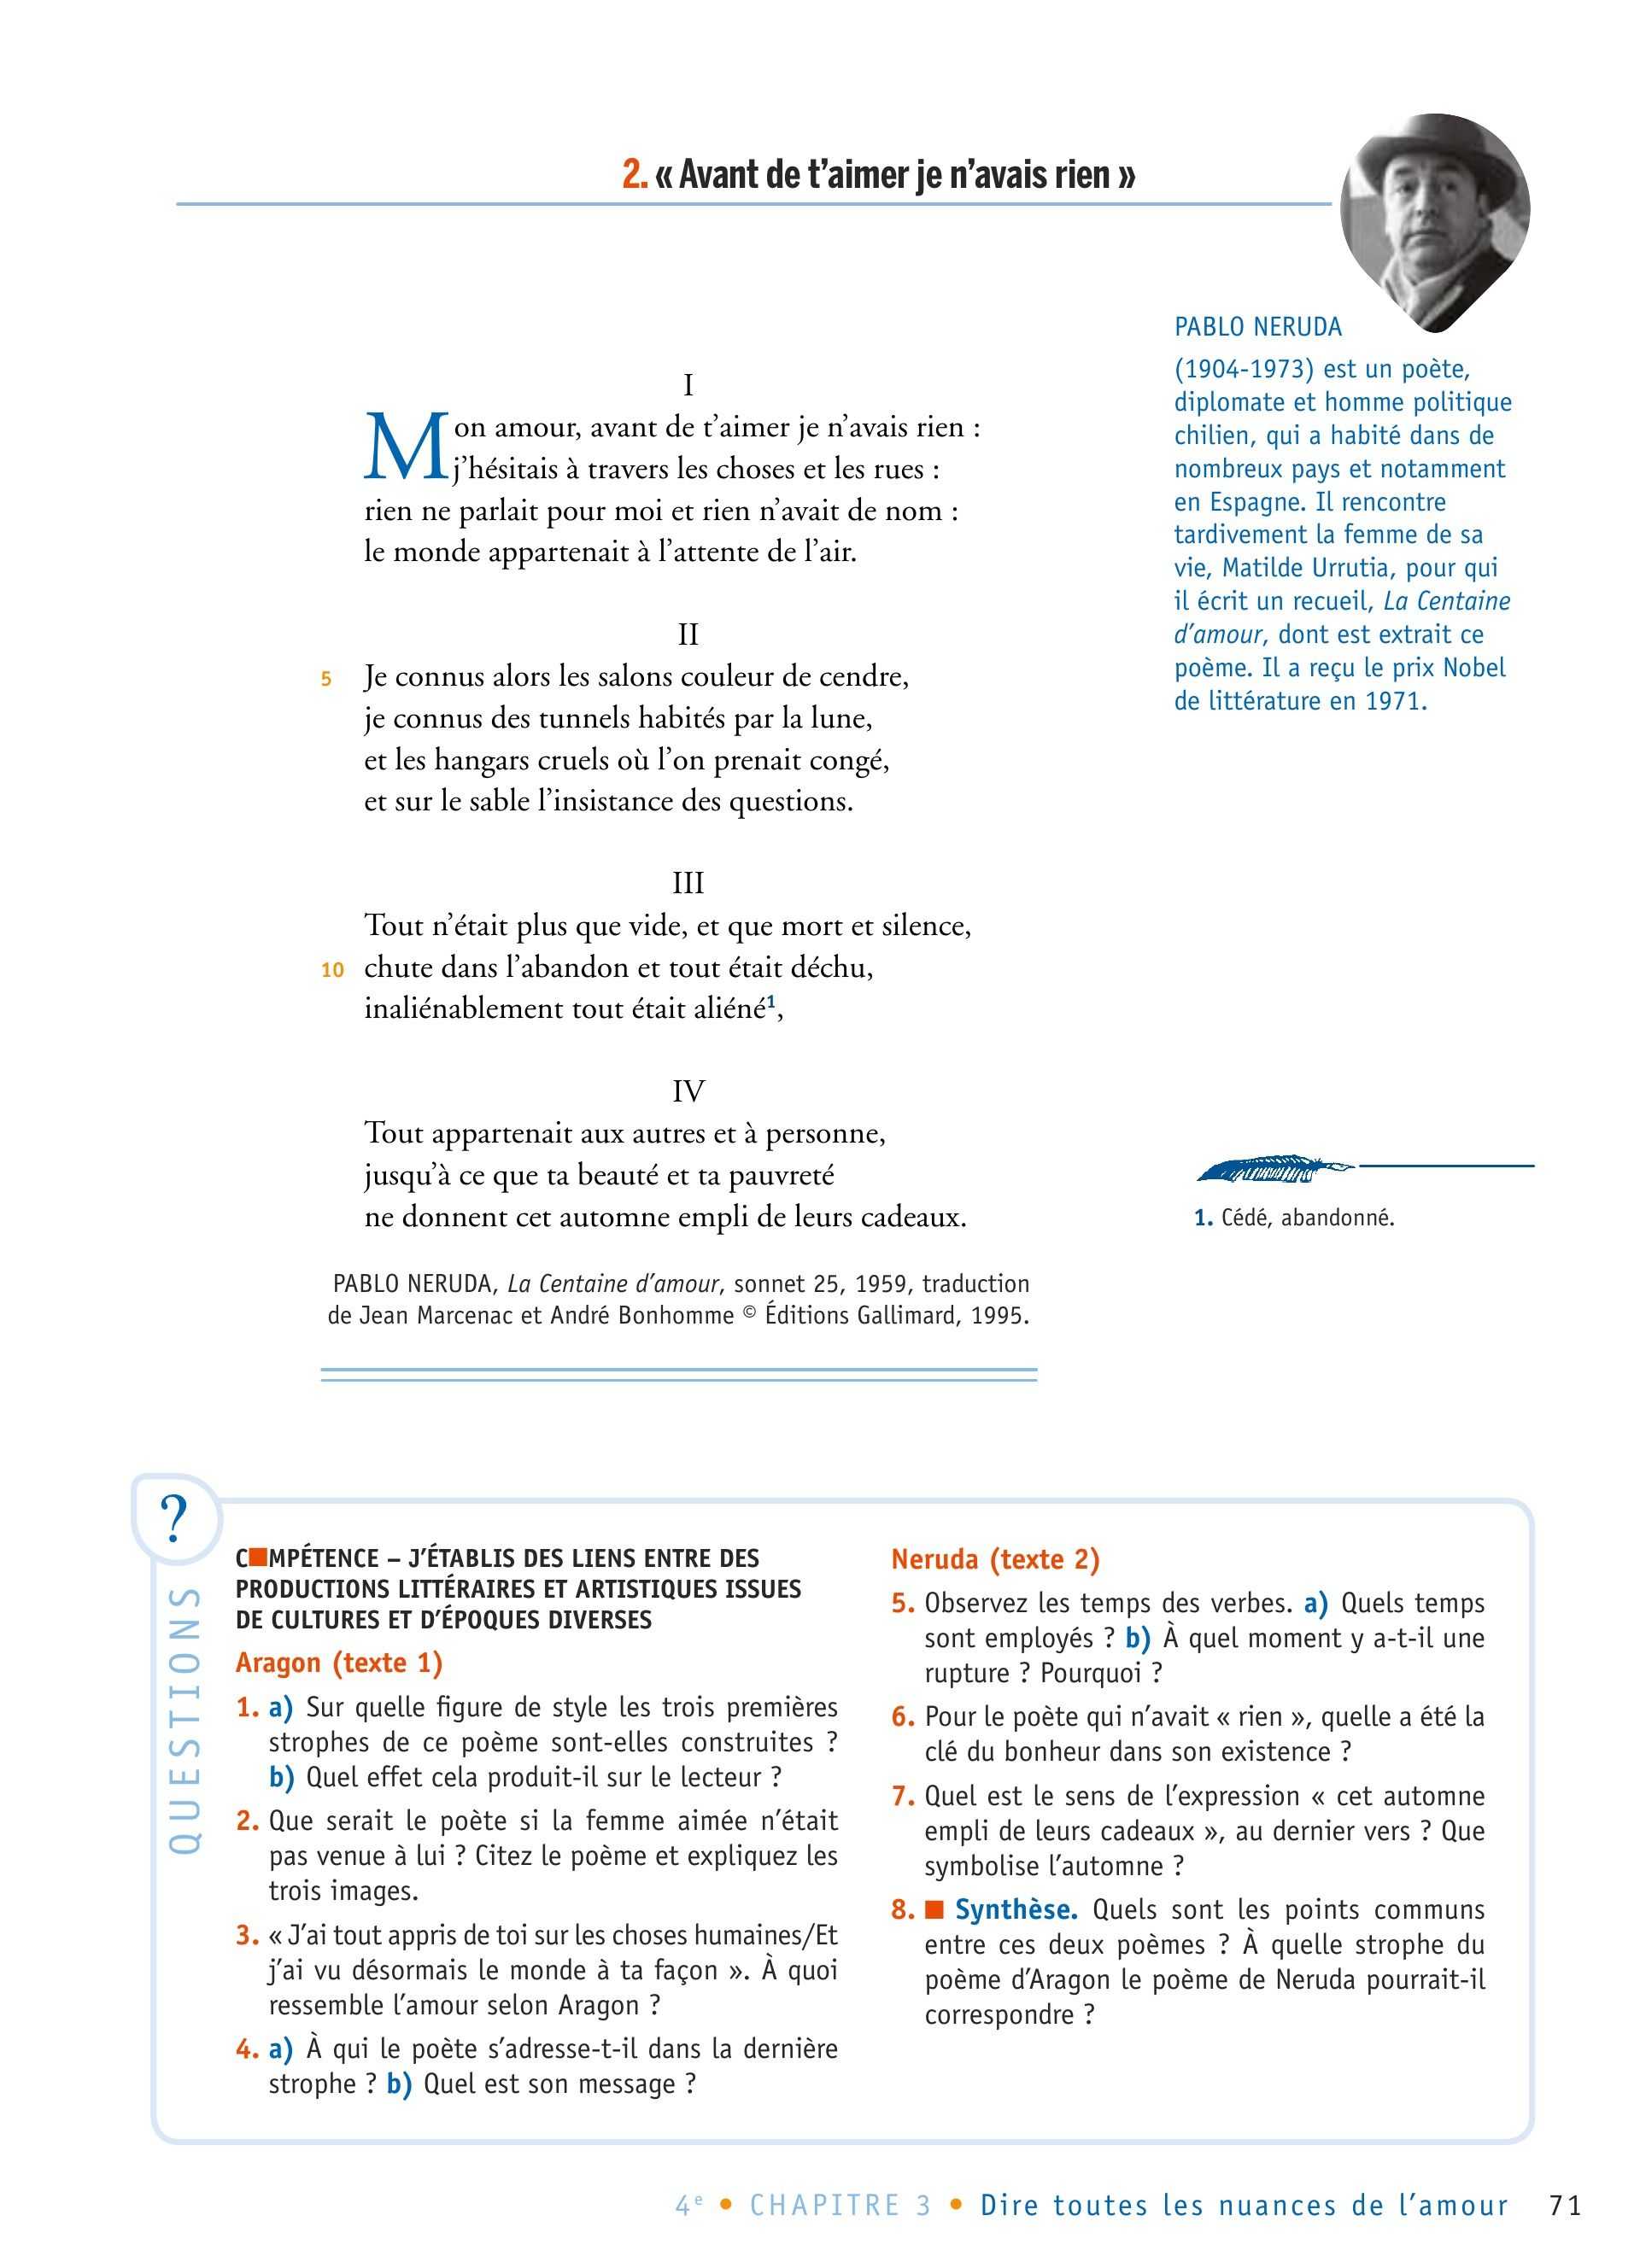 2. « Avant de t’aimer je n’avais rien »
I
Mon amour, avant de t’aimer je n’avais rien :
j’hésitais à travers les choses et les rues :
rien ne parlait pour moi et rien n’avait de nom :
le monde appartenait à l’attente de l’air.
II
5 Je connus alors les salons couleur de cendre,
je connus des tunnels habités par la lune,
et les hangars cruels où l’on prenait congé,
et sur le sable l’insistance des questions.
III
Tout n’était plus que vide, et que mort et silence,
10 chute dans l’abandon et tout était déchu,
inaliénablement tout était aliéné1,
IV
Tout appartenait aux autres et à personne,
jusqu’à ce que ta beauté et ta pauvreté
ne donnent cet automne empli de leurs cadeaux.
PABLO NERUDA, La Centaine d’amour, sonnet 25, 1959, traduction
de Jean Marcenac et André Bonhomme © Éditions Gallimard, 1995.
PABLO NERUDA
(1904-1973) est un poète,
diplomate et homme politique
chilien, qui a habité dans de
nombreux pays et notamment
en Espagne. Il rencontre
tardivement la femme de sa
vie, Matilde Urrutia, pour qui
il écrit un recueil, La Centaine
d’amour, dont est extrait ce
poème. Il a reçu le prix Nobel
de littérature en 1971.
1. Cédé, abandonné.
?
QUESTIONS
C■MPÉTENCE – J’ÉTABLIS DES LIENS ENTRE DES
PRODUCTIONS LITTÉRAIRES ET ARTISTIQUES ISSUES
DE CULTURES ET D’ÉPOQUES DIVERSES
Aragon (texte 1)
1. a) Sur quelle figure de style les trois premières
strophes de ce poème sont-elles construites ?
b) Quel effet cela produit-il sur le lecteur ?
2. Que serait le poète si la femme aimée n’était
pas venue à lui ? Citez le poème et expliquez les
trois images.
3. « J’ai tout appris de toi sur les choses humaines/Et
j’ai vu désormais le monde à ta façon ». À quoi
ressemble l’amour selon Aragon ?
4. a) À qui le poète s’adresse-t-il dans la dernière
strophe ? b) Quel est son message ?
Neruda (texte 2)
5. Observez les temps des verbes. a) Quels temps
sont employés ? b) À quel moment y a-t-il une
rupture ? Pourquoi ?
6. Pour le poète qui n’avait « rien », quelle a été la
clé du bonheur dans son existence ?
7. Quel est le sens de l’expression « cet automne
empli de leurs cadeaux », au dernier vers ? Que
symbolise l’automne ?
8. ■ Synthèse. Quels sont les points communs
entre ces deux poèmes ? À quelle strophe du
poème d’Aragon le poème de Neruda pourrait-il
correspondre ?
4e • CHAPITRE 3 • Dire toutes les nuances de l’amour 71